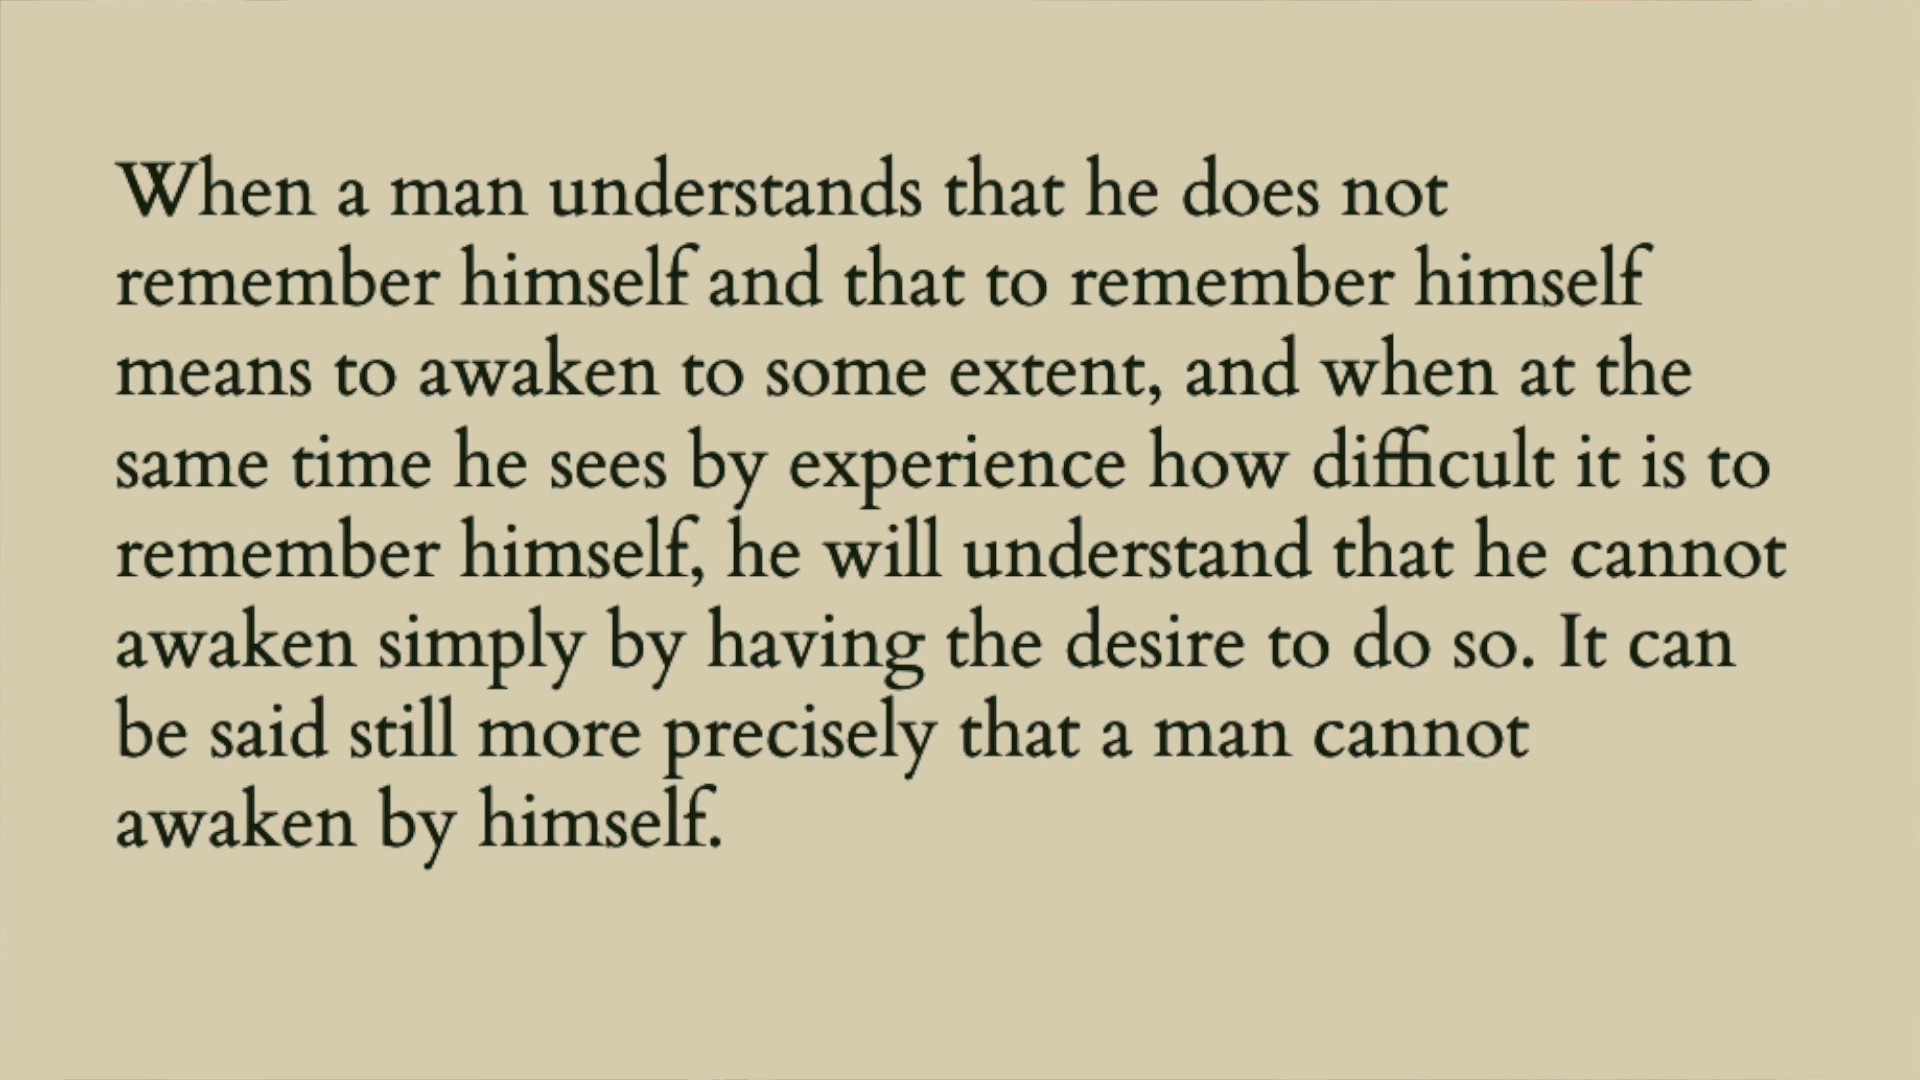 When a man understands that he does not
remember himself and that to remember himself
means to awaken to some extent, and when at the
same time he sees by experience how difficult it is to
remember himself, he will understand that he cannot
awaken simply by having the desire to do so. It can
be said still more precisely that a man cannot
awaken by himself.